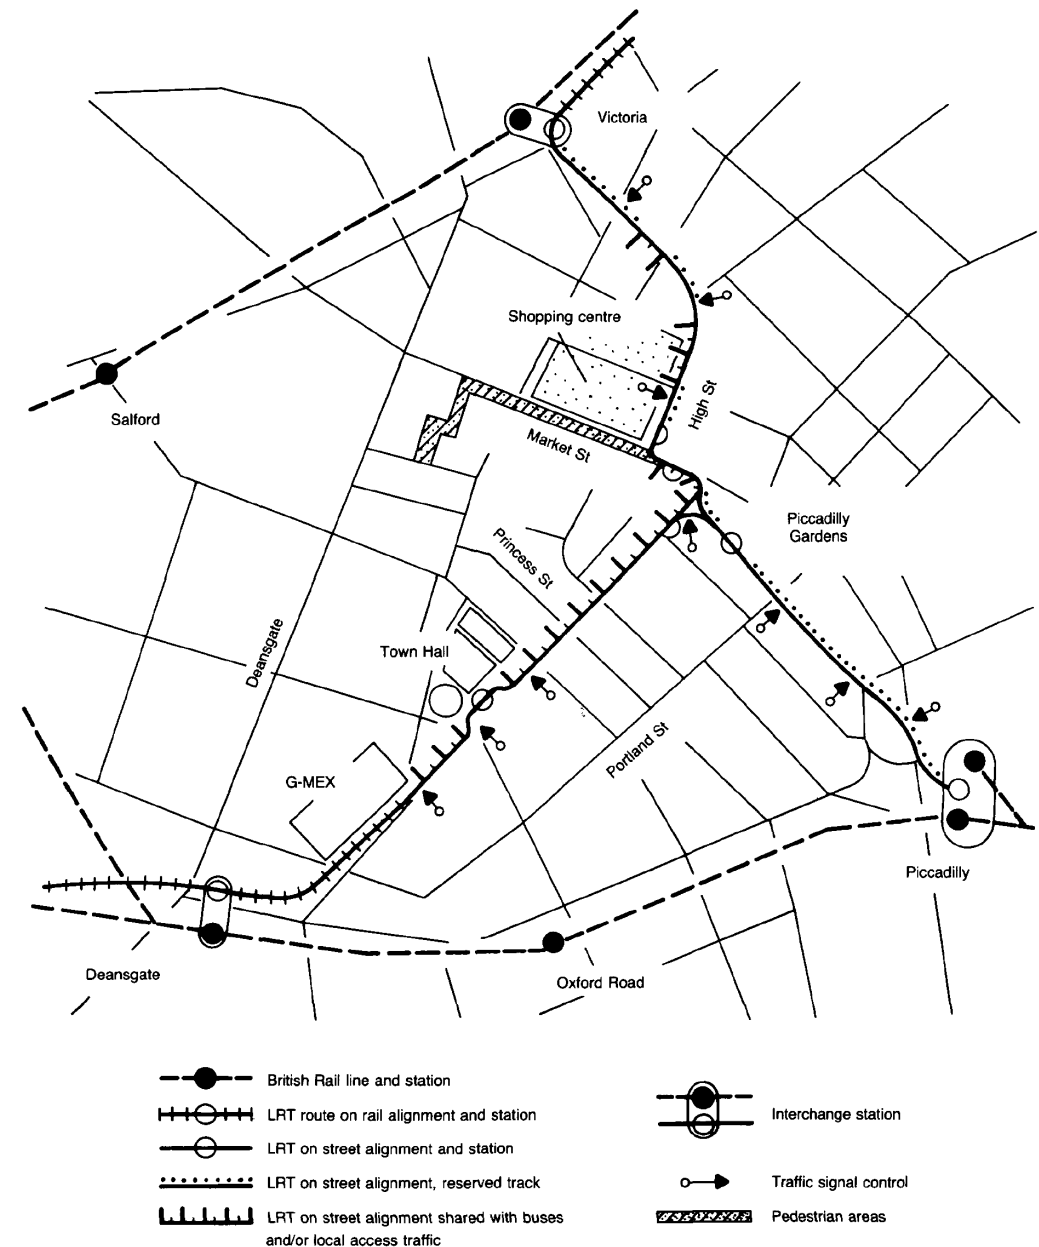 Victoria
Shopping centre
High St
Salford
Market St
Piccadilly
Gardens
Princess St
Deansgate
Town Hall
Portland St
G-MEX
Piccadilly
Deansgate
Oxford Road
British Rail line and station
LRT route on rail alignment and station
LRT on street alignment and station
LRT on street alignment, reserved track
LRT on street alignment shared with buses
and/or local access traffic
Interchange station
Traffic signal control
Pedestrian areas